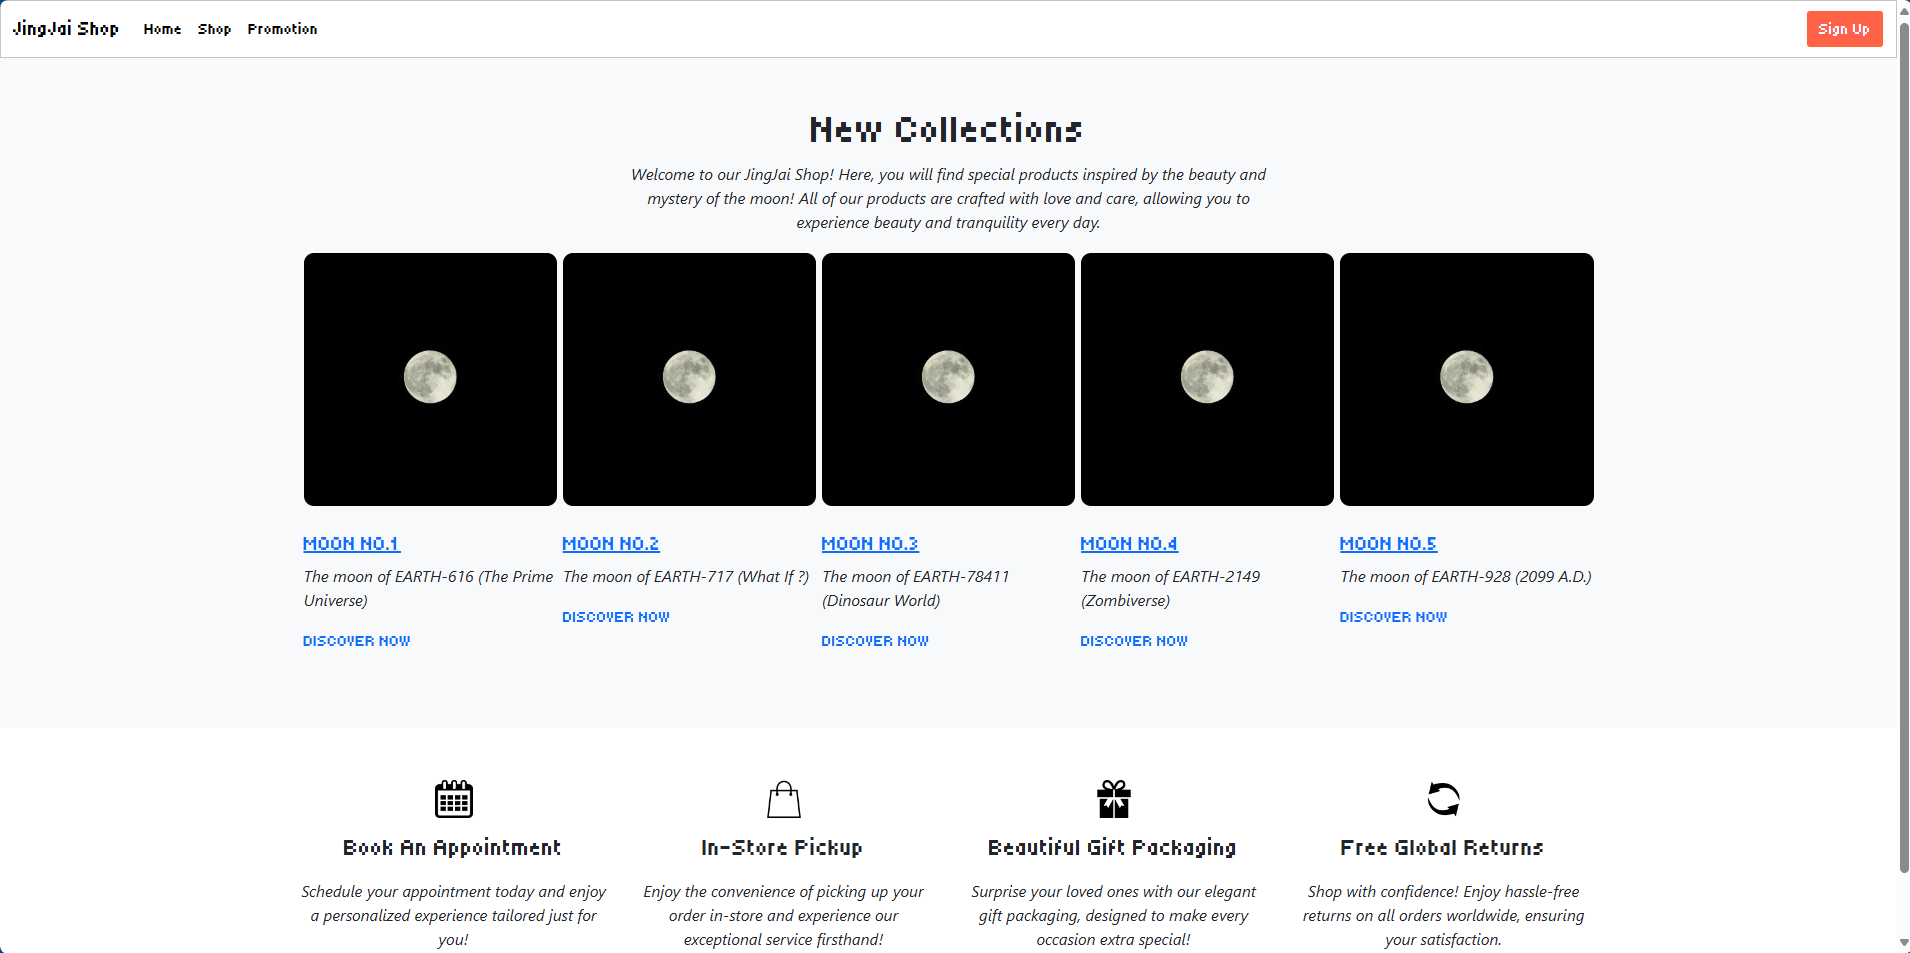 JingJai Shop Home Shop Promotion Sign Up
New Collections
Welcome to our JingJai Shop! Here, you will find special products inspired by the beauty and
mystery of the moon! All of our products are crafted with love and care, allowing you to
experience beauty and tranquility every day.
MOON NO.1
The moon of EARTH-616 (The Prime
Universe)
DISCOVER NOW
MOON NO.2
The moon of EARTH-717 (What If ?)
DISCOVER NOW
MOON NO.3
The moon of EARTH-78411
(Dinosaur World)
DISCOVER NOW
MOON NO.4
The moon of EARTH-2149
(Zombiverse)
DISCOVER NOW
MOON NO.5
The moon of EARTH-928 (2099 A.D.)
DISCOVER NOW
Book An Appointment
Schedule your appointment today and enjoy
a personalized experience tailored just for
you!
In-Store Pickup
Enjoy the convenience of picking up your
order in-store and experience our
exceptional service firsthand!
Beautiful Gift Packaging
Surprise your loved ones with our elegant
gift packaging, designed to make every
occasion extra special!
Free Global Returns
Shop with confidence! Enjoy hassle-free
returns on all orders worldwide, ensuring
your satisfaction.